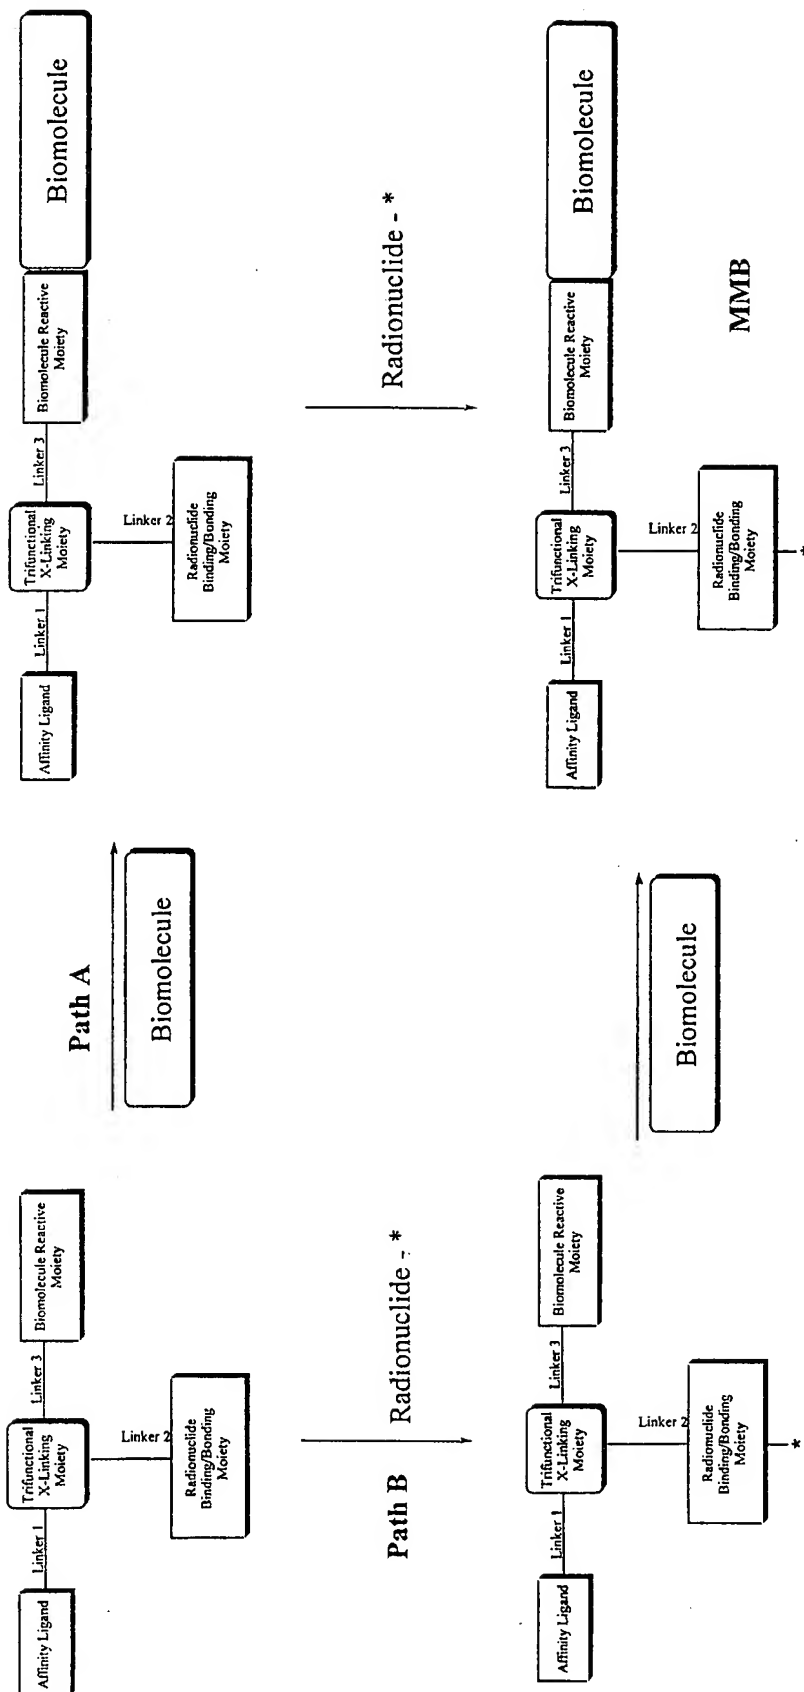 Affinity Ligand
Linker 1
Trifunctional
X-Linking
Moiety
Linker 3
Biomolecule Reactive
Moiety
Linker 2
Radionuclide
Binding/Bonding
Moiety
Path A
Biomolecule
Affinity Ligand
Linker 1
Trifunctional
X-Linking
Moiety
Linker 3
Biomolecule Reactive
Moiety
Biomolecule
Linker 2
Radionuclide
Binding/Bonding
Moiety
Path B
Radionuclide - *
Radionuclide - *
Affinity Ligand
Linker 1
Trifunctional
X-Linking
Moiety
Linker 3
Biomolecule Reactive
Moiety
Linker 2
Radionuclide
Binding/Bonding
Moiety
*
Biomolecule
Affinity Ligand
Linker 1
Trifunctional
X-Linking
Moiety
Linker 3
Biomolecule Reactive
Moiety
Biomolecule
Linker 2
Radionuclide
Binding/Bonding
Moiety
*
MMB